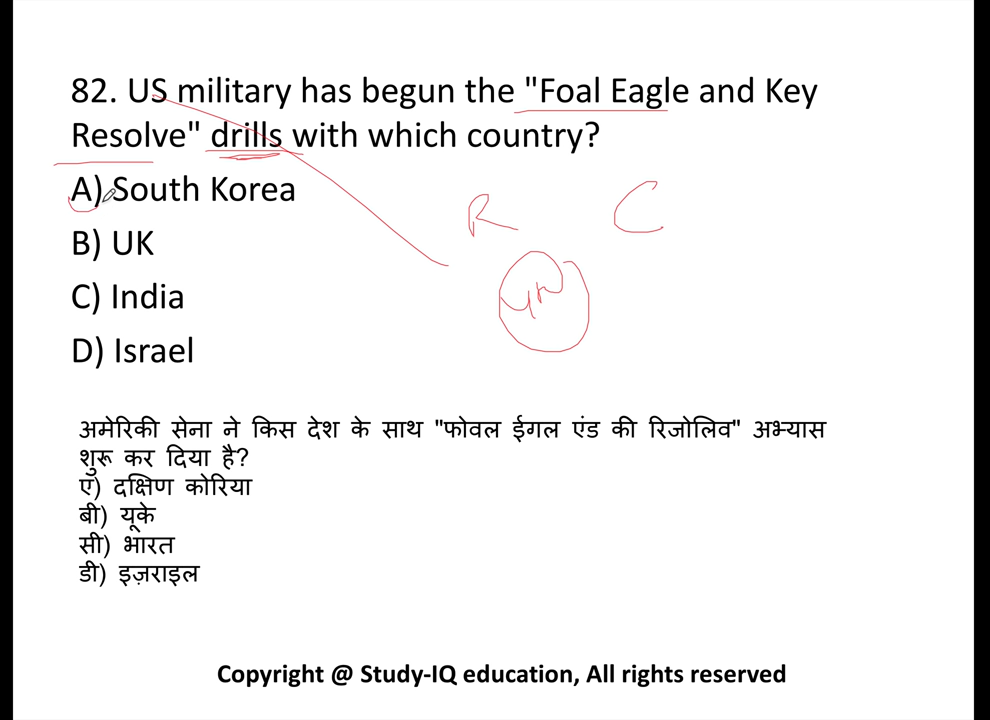 82. US military has begun the "Foal Eagle and Key
Resolve" drills with which country?
A) South Korea
R C
B) UK
UN
C) India
D) Israel
अमेरिकी सेना ने किस देश के साथ "फोवल ईगल एंड की रिजोलिव" अभ्यास
शुरू कर दिया है?
ए) दक्षिण कोरिया
बी) यूके
सी) भारत
डी) इज़राइल
Copyright @ Study-IQ education, All rights reserved